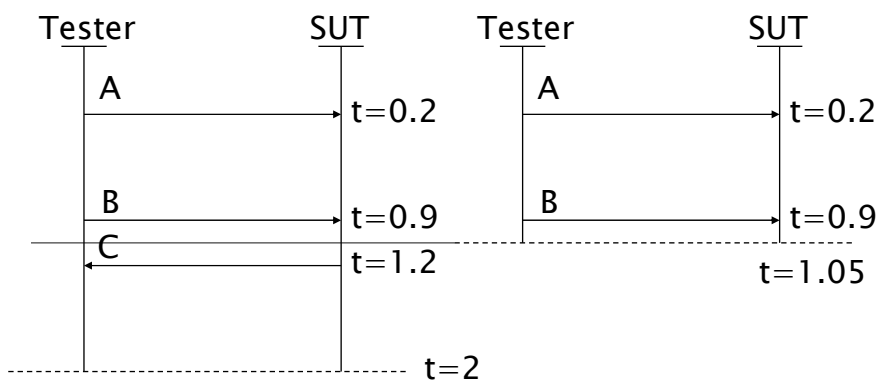 Tester SUT Tester SUT
A A
t=0.2 t=0.2
B B
t=0.9 t=0.9
C
t=1.2 t=1.05
t=2